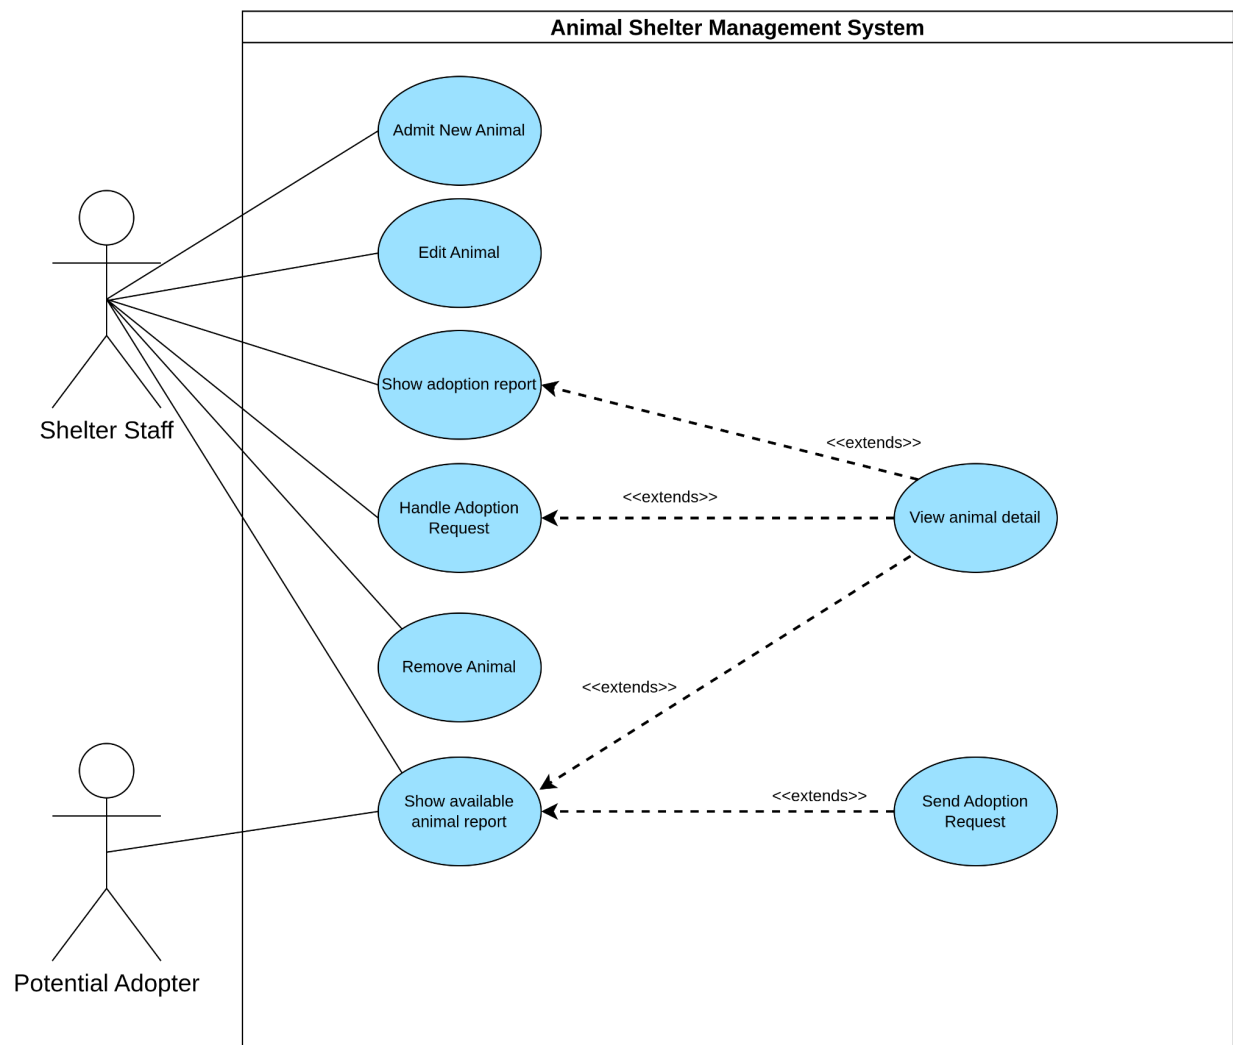 Animal Shelter Management System
Admit New Animal
Edit Animal
Show adoption report
<<extends>>
Shelter Staff
<<extends>>
Handle Adoption
Request
View animal detail
Remove Animal
<<extends>>
Show available
animal report
<<extends>>
Send Adoption
Request
Potential Adopter